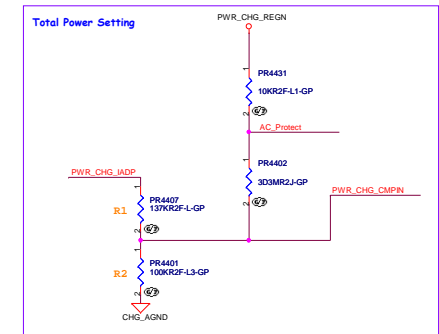 Total Power Setting
PWR_CHG_REGN
1
PR4431
10KR2F-L1-GP
2
AC_Protect
1
PR4402
3D3MR2J-GP
2
PWR_CHG_IADP
PWR_CHG_CMPIN
1
PR4407
R1
137KR2F-L-GP
2
1
PR4401
R2
100KR2F-L3-GP
2
CHG_AGND